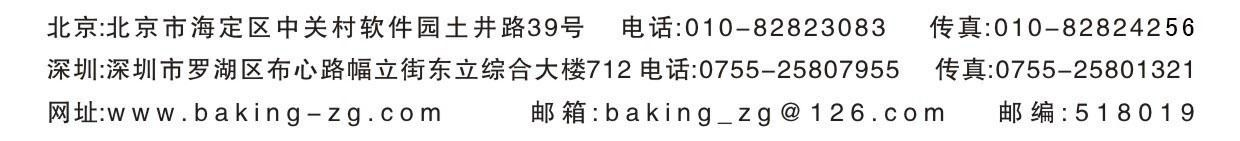 北京:北京市海定区中关村软件园土井路39号 电话:010-82823083 传真:010-82824256
深圳:深圳市罗湖区布心路幅立街东立综合大楼712 电话:0755-25807955 传真:0755-25801321
网址:www.baking-zg.com 邮箱:baking_zg@126.com 邮编:518019